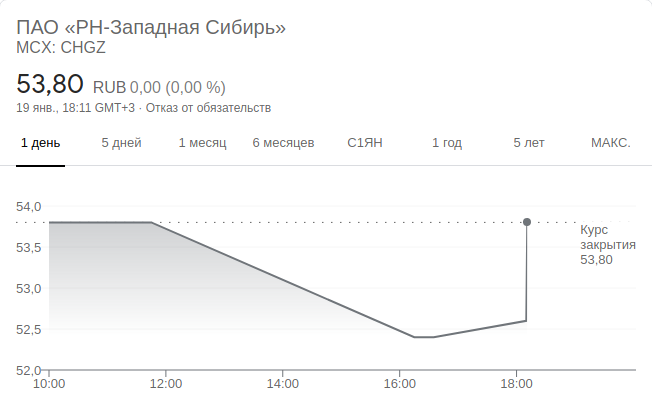 ПАО «РН-Западная Сибирь»
MCX: CHGZ
53,80 RUB 0,00 (0,00 %)
19 янв., 18:11 GMT+3 · Отказ от обязательств
1 день 5 дней 1 месяц 6 месяцев С1ЯН 1 год 5 лет МАКС.
54,0
53,5
53,0
52,5
52,0
Курс
закрытия
53,80
10:00 12:00 14:00 16:00 18:00